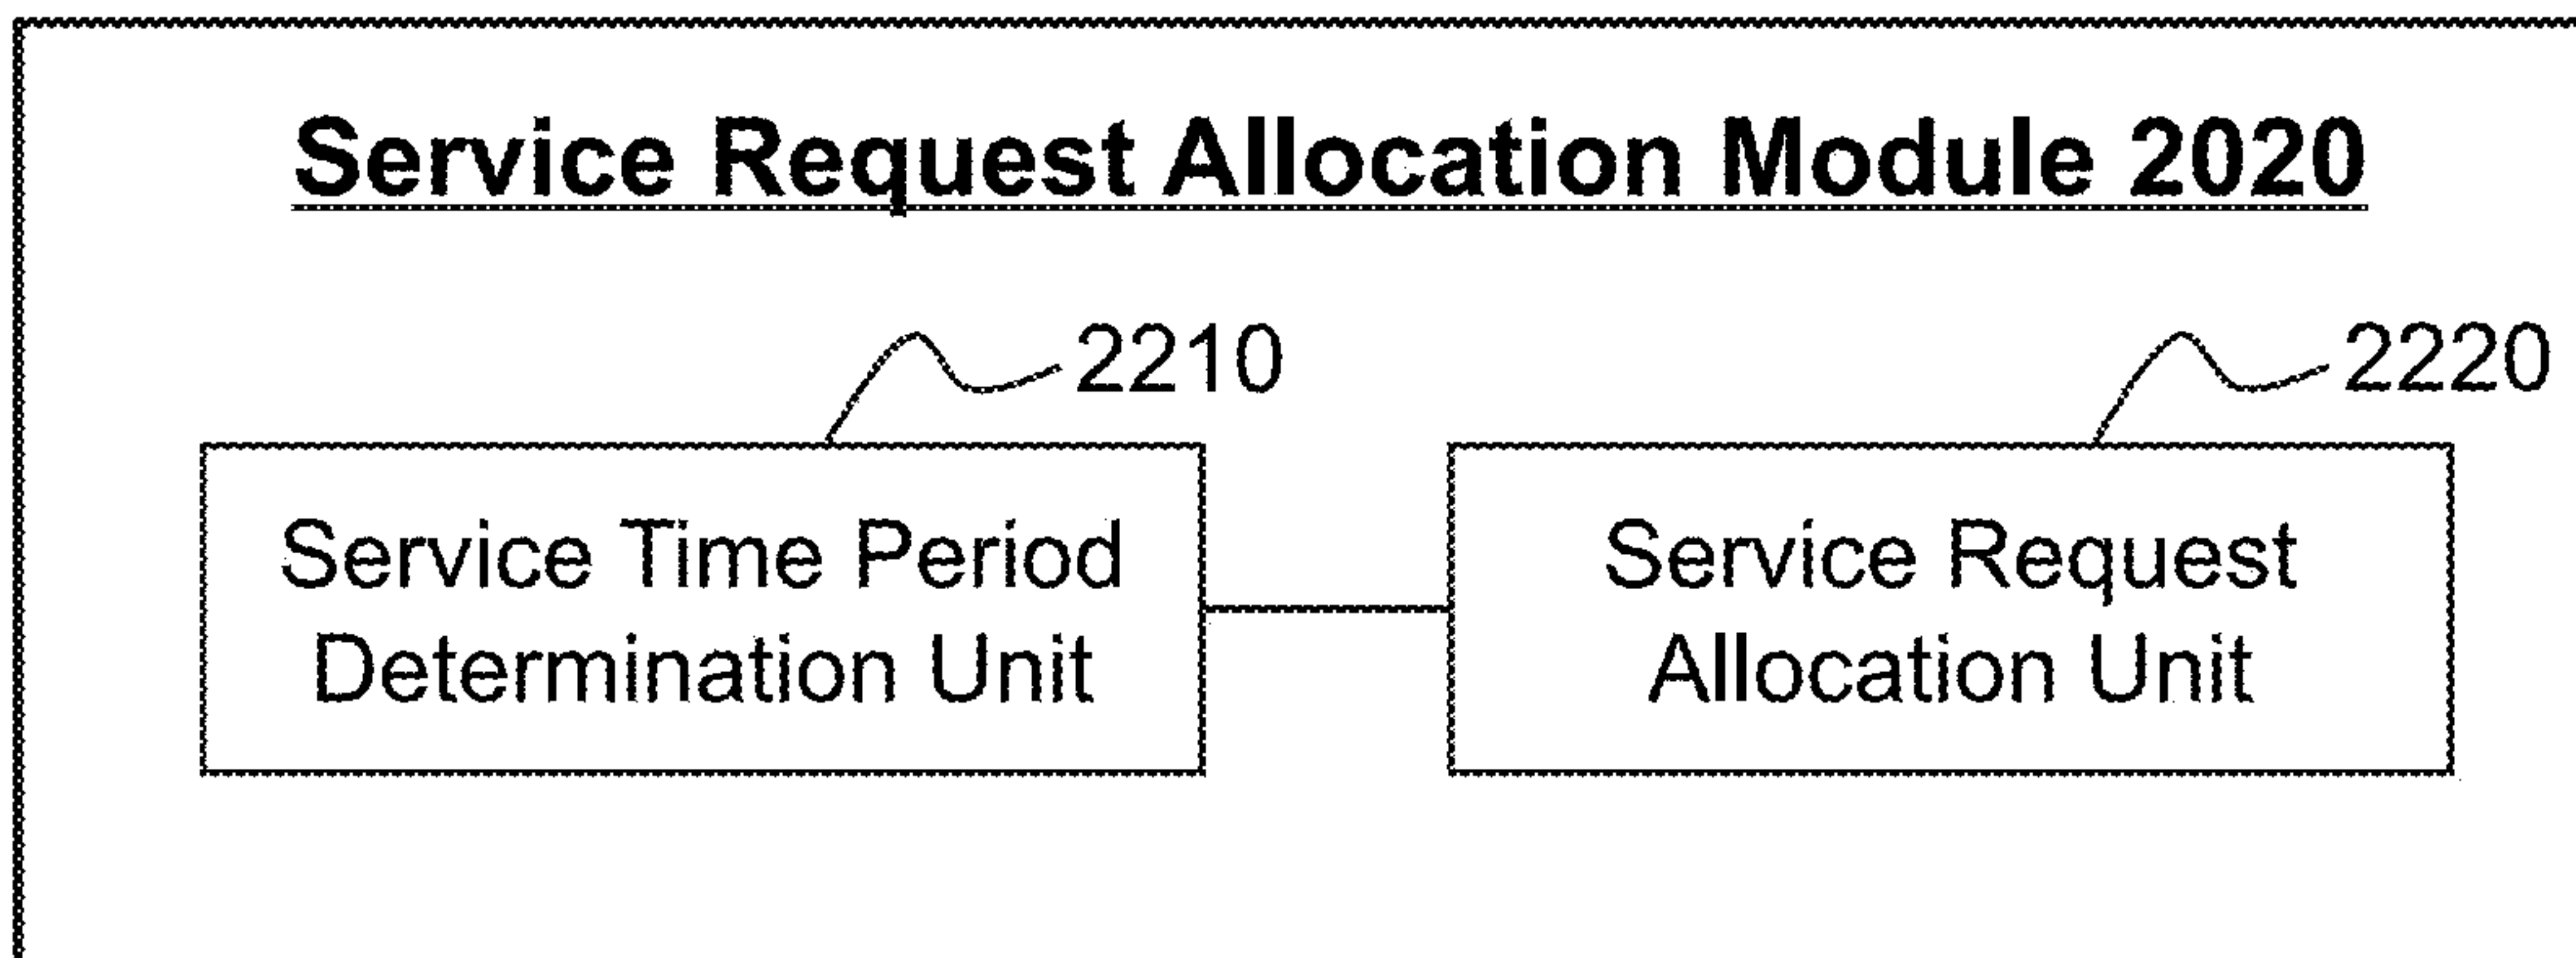 Service Request Allocation Module 2020
2210
2220
Service Time Period
Determination Unit
Service Request
Allocation Unit